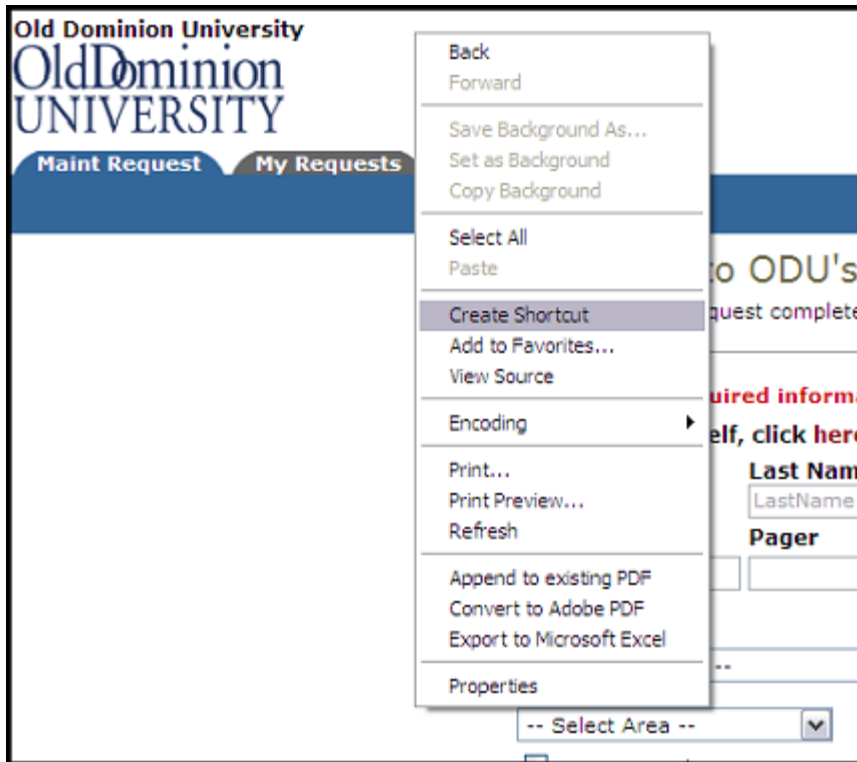 Old Dominion University
OldDominion
UNIVERSITY
Maint Request
My Requests
Back
Forward
Save Background As...
Set as Background
Copy Background
Select All
Paste
Create Shortcut
Add to Favorites...
View Source
Encoding
Print...
Print Preview...
Refresh
Append to existing PDF
Convert to Adobe PDF
Export to Microsoft Excel
Properties
to ODU's
quest complete
uired informa
elf, click here
Last Nam
LastName
Pager
--
-- Select Area --